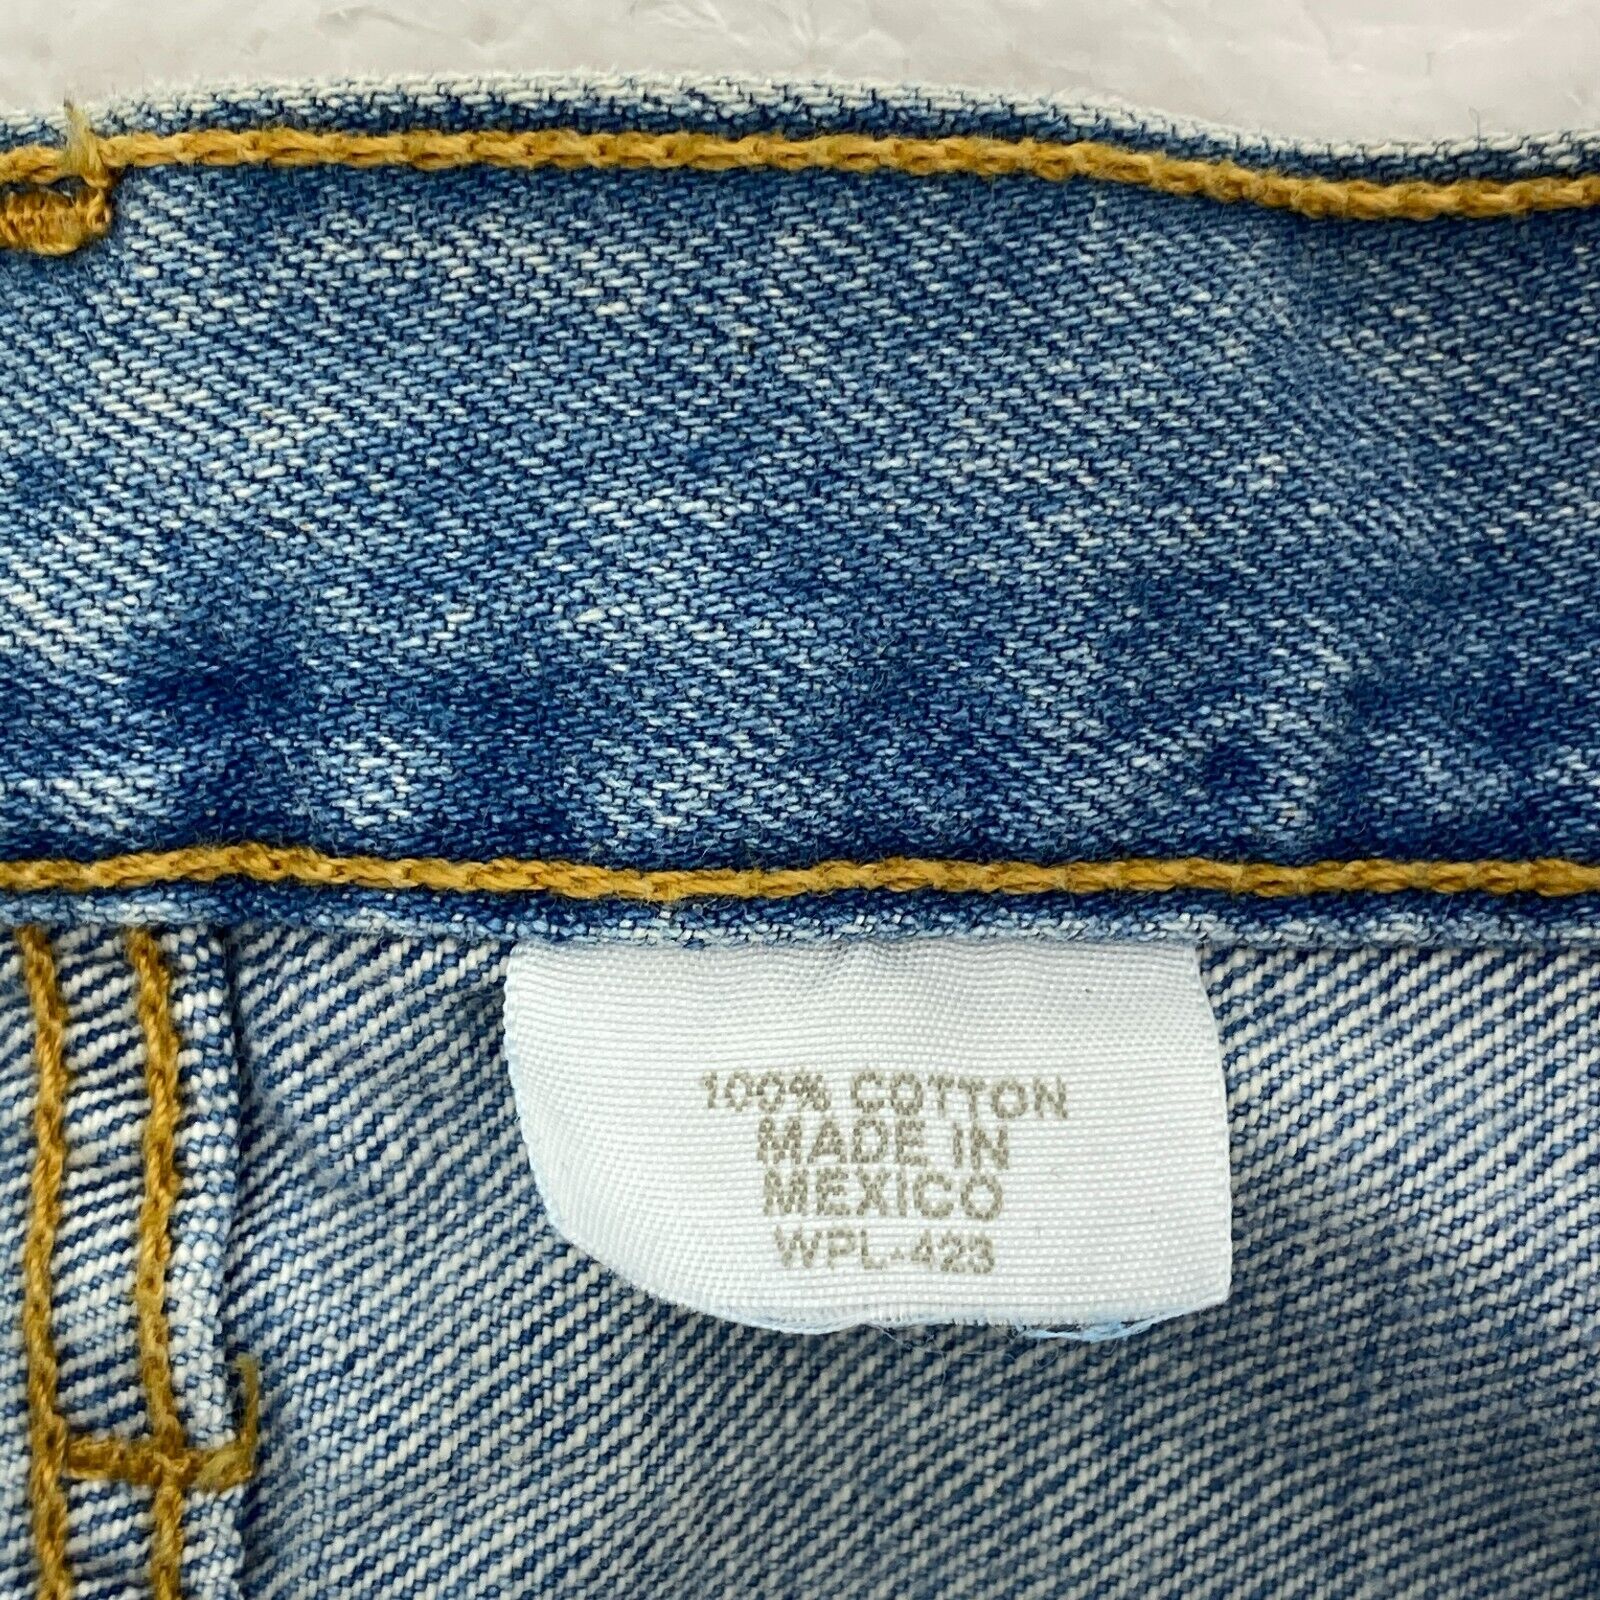 100% COTTON
MADE IN
MEXICO
WPL-423